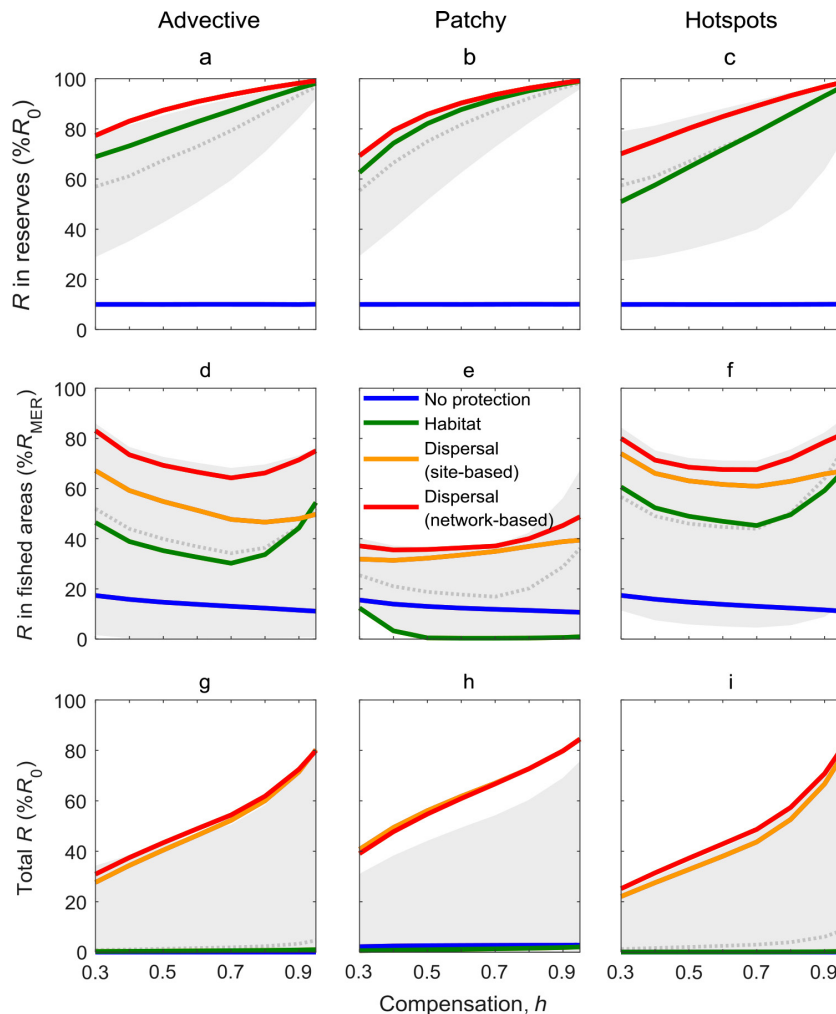 Advective Patchy Hotspots
a b c
R in reserves (%R0)
100
80
60
40
20
0
d e f
R in fished areas (%RMER)
100
80
60
40
20
0
No protection
Habitat
Dispersal
(site-based)
Dispersal
(network-based)
g h i
Total R (%R0)
100
80
60
40
20
0
0.3 0.5 0.7 0.9 0.3 0.5 0.7 0.9 0.3 0.5 0.7 0.9
Compensation, h